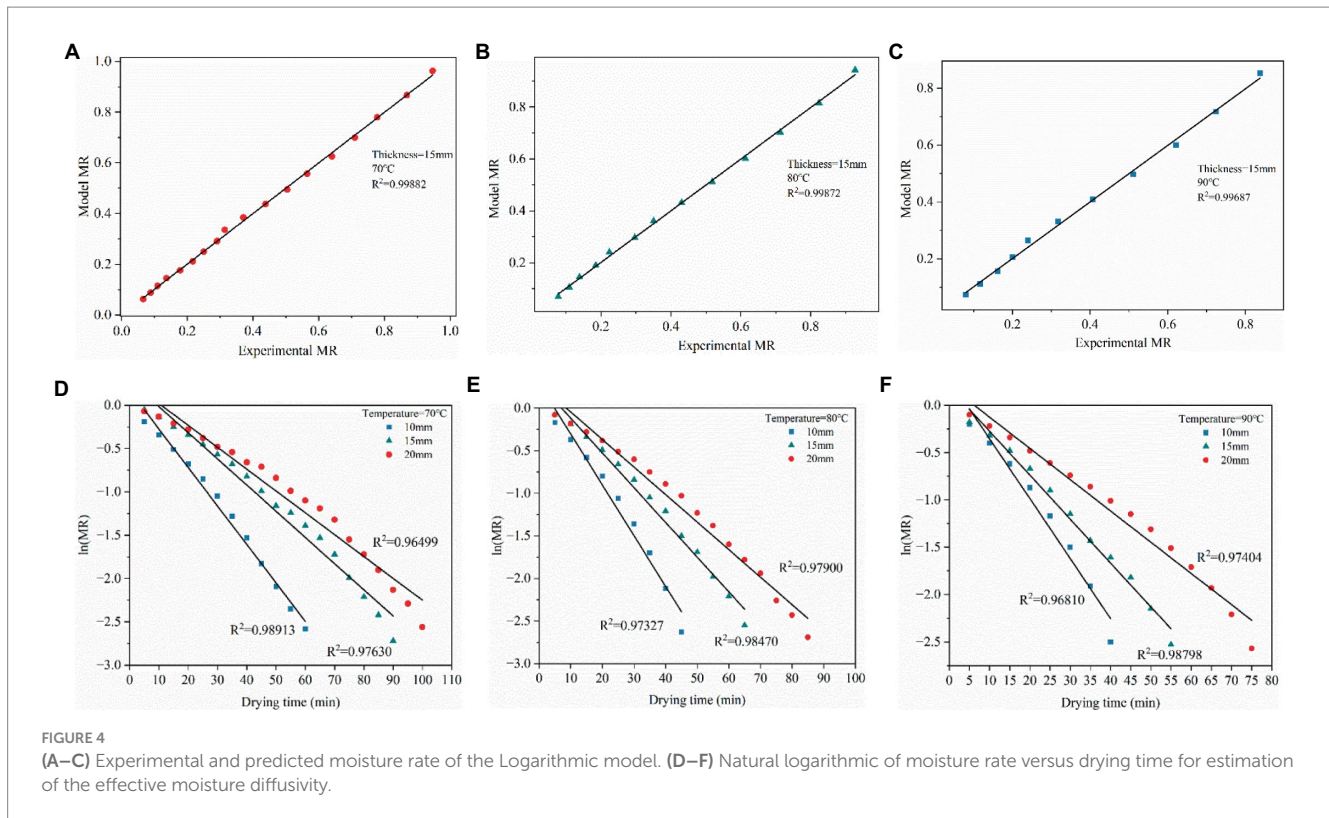 A
1.0
0.8
0.6
0.4
0.2
0.0
Model MR
Thickness=15mm
70°C
R²=0.99882
0.0 0.2 0.4 0.6 0.8 1.0
Experimental MR
B
0.8
0.6
0.4
0.2
Model MR
Thickness=15mm
80°C
R²=0.99872
0.2 0.4 0.6 0.8
Experimental MR
C
0.8
0.6
0.4
0.2
Model MR
Thickness=15mm
90°C
R²=0.99687
0.2 0.4 0.6 0.8
Experimental MR
D
0.0
−0.5
−1.0
−1.5
−2.0
−2.5
−3.0
ln(MR)
Temperature=70°C
10mm
15mm
20mm
R²=0.96499
R²=0.98913
R²=0.97630
0 10 20 30 40 50 60 70 80 90 100 110
Drying time (min)
E
0.0
−0.5
−1.0
−1.5
−2.0
−2.5
−3.0
ln(MR)
Temperature=80°C
10mm
15mm
20mm
R²=0.97900
R²=0.97327
R²=0.98470
0 10 20 30 40 50 60 70 80 90 100
Drying time (min)
F
0.0
−0.5
−1.0
−1.5
−2.0
−2.5
ln(MR)
Temperature=90°C
10mm
15mm
20mm
R²=0.97404
R²=0.96810
R²=0.98798
0 5 10 15 20 25 30 35 40 45 50 55 60 65 70 75 80
Drying time (min)
FIGURE 4
(A–C) Experimental and predicted moisture rate of the Logarithmic model. (D–F) Natural logarithmic of moisture rate versus drying time for estimation
of the effective moisture diffusivity.